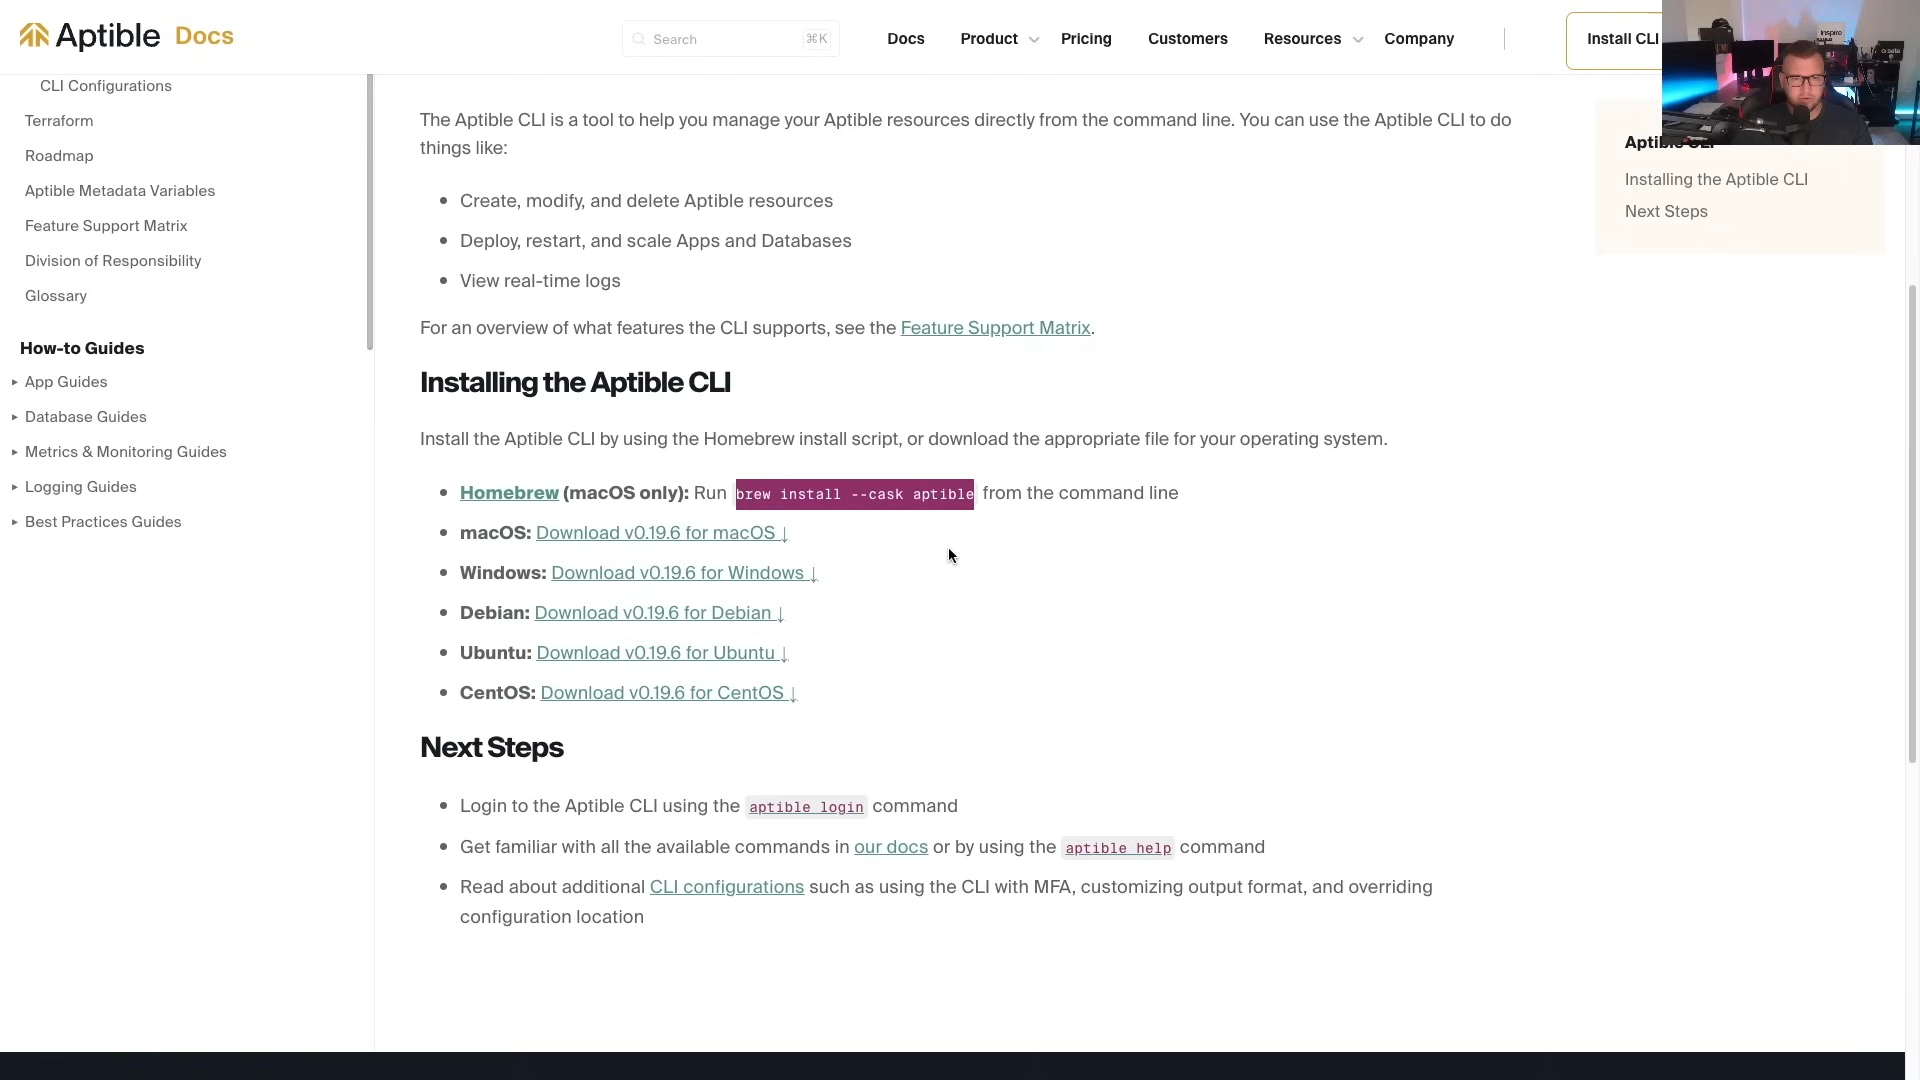 Aptible Docs
Search
⌘K
Docs
Product
Pricing
Customers
Resources
Company
Install CLI
CLI Configurations
Terraform
Roadmap
Aptible Metadata Variables
Feature Support Matrix
Division of Responsibility
Glossary
How-to Guides
App Guides
Database Guides
Metrics & Monitoring Guides
Logging Guides
Best Practices Guides
The Aptible CLI is a tool to help you manage your Aptible resources directly from the command line. You can use the Aptible CLI to do
things like:
Create, modify, and delete Aptible resources
Deploy, restart, and scale Apps and Databases
View real-time logs
For an overview of what features the CLI supports, see the Feature Support Matrix.
Installing the Aptible CLI
Install the Aptible CLI by using the Homebrew install script, or download the appropriate file for your operating system.
Homebrew (macOS only): Run brew install --cask aptible from the command line
macOS: Download v0.19.6 for macOS ↓
Windows: Download v0.19.6 for Windows ↓
Debian: Download v0.19.6 for Debian ↓
Ubuntu: Download v0.19.6 for Ubuntu ↓
CentOS: Download v0.19.6 for CentOS ↓
Next Steps
Login to the Aptible CLI using the aptible login command
Get familiar with all the available commands in our docs or by using the aptible help command
Read about additional CLI configurations such as using the CLI with MFA, customizing output format, and overriding
configuration location
Aptible CLI
Installing the Aptible CLI
Next Steps
inspire
create